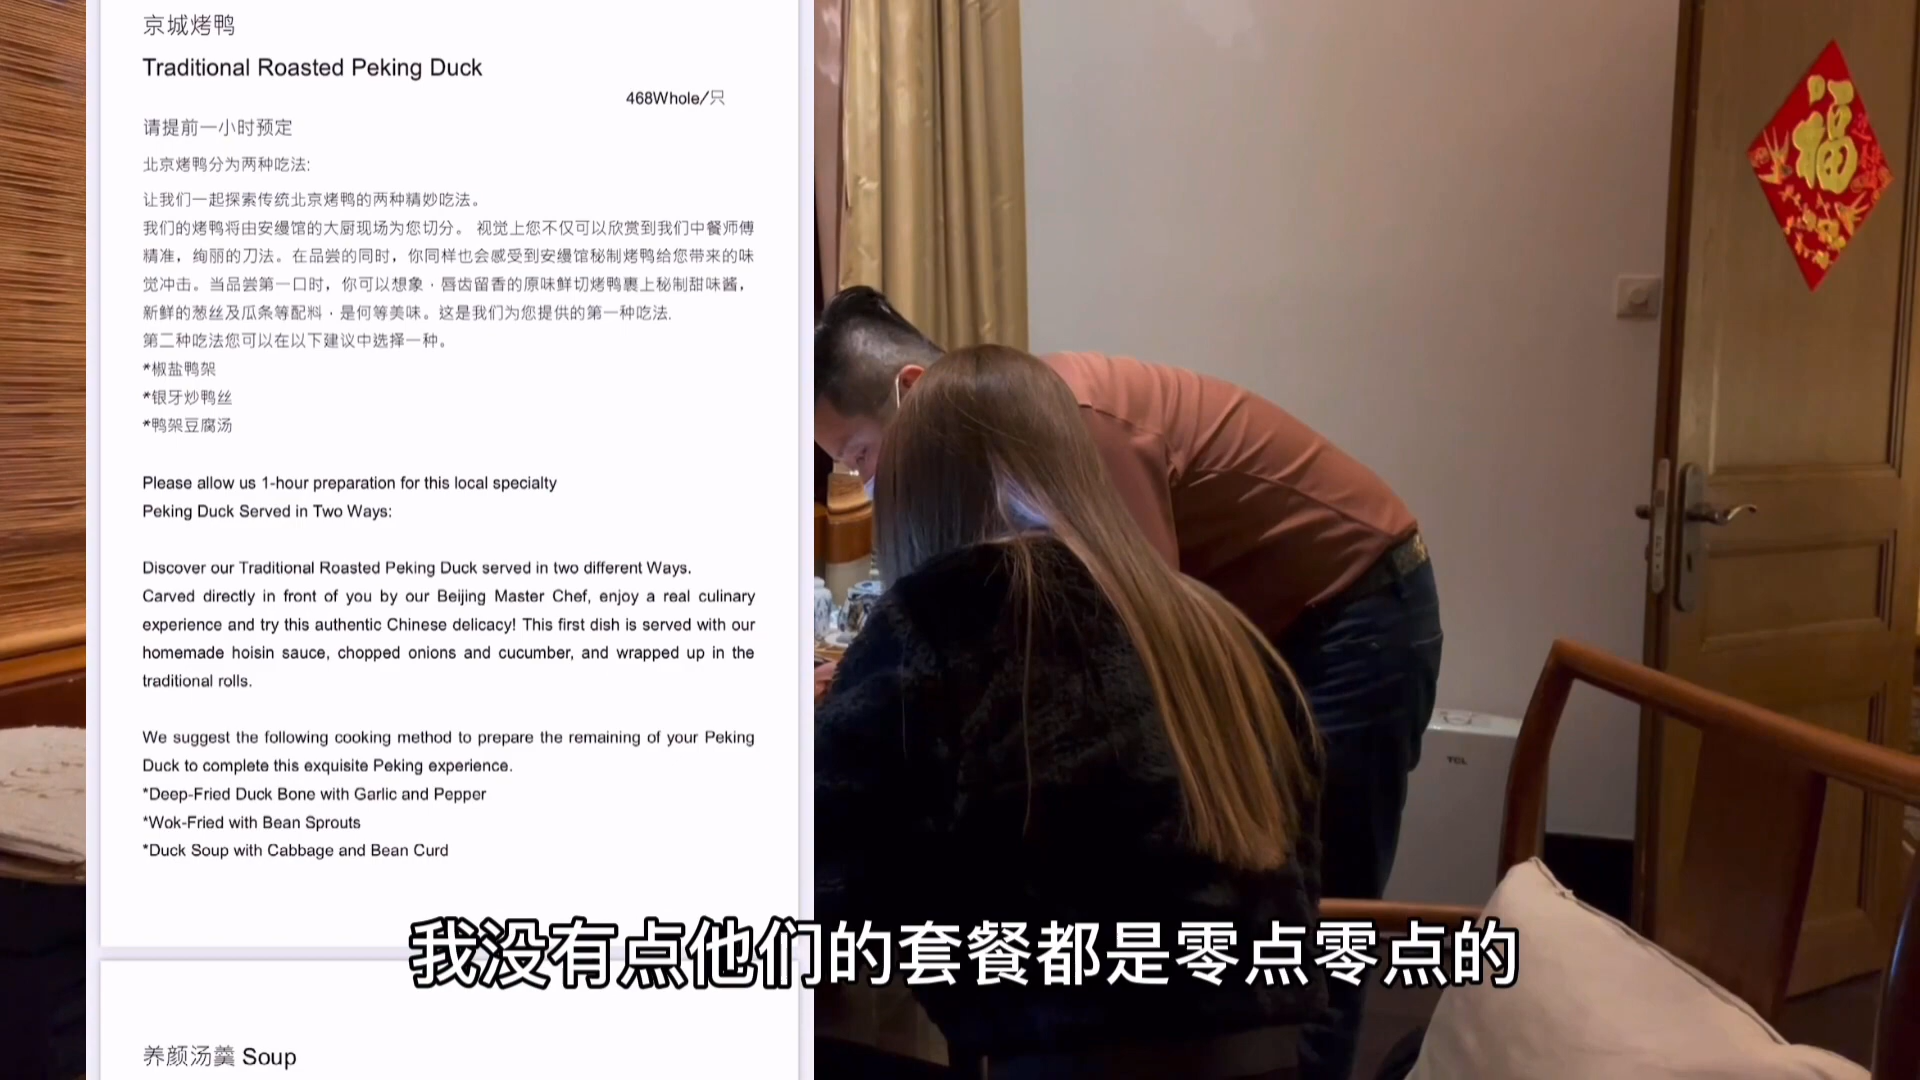 京城烤鸭
Traditional Roasted Peking Duck
468Whole/只
请提前一小时预定
北京烤鸭分为两种吃法:
让我们一起探索传统北京烤鸭的两种精妙吃法。
我们的烤鸭将由安缦馆的大厨现场为您切分。 视觉上您不仅可以欣赏到我们中餐师傅
精准，绚丽的刀法。在品尝的同时，你同样也会感受到安缦馆秘制烤鸭给您带来的味
觉冲击。当品尝第一口时，你可以想象·唇齿留香的原味鲜切烤鸭裹上秘制甜味酱，
新鲜的葱丝及瓜条等配料·是何等美味。这是我们为您提供的第一种吃法.
第二种吃法您可以在以下建议中选择一种。
*椒盐鸭架
*银牙炒鸭丝
*鸭架豆腐汤
Please allow us 1-hour preparation for this local specialty
Peking Duck Served in Two Ways:
Discover our Traditional Roasted Peking Duck served in two different Ways.
Carved directly in front of you by our Beijing Master Chef, enjoy a real culinary
experience and try this authentic Chinese delicacy! This first dish is served with our
homemade hoisin sauce, chopped onions and cucumber, and wrapped up in the
traditional rolls.
We suggest the following cooking method to prepare the remaining of your Peking
Duck to complete this exquisite Peking experience.
*Deep-Fried Duck Bone with Garlic and Pepper
*Wok-Fried with Bean Sprouts
*Duck Soup with Cabbage and Bean Curd
养颜汤羹 Soup
福
TCL
我没有点他们的套餐都是零点零点的